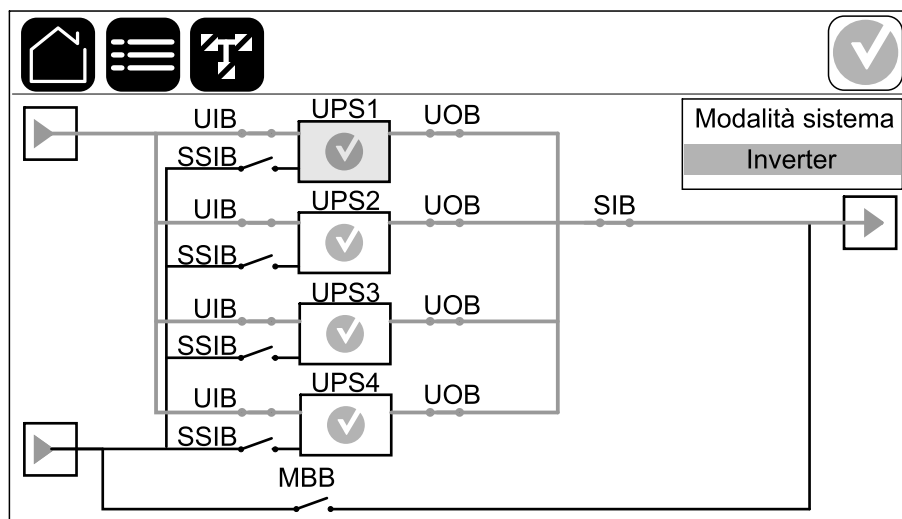 UPS1
UIB
UOB
Modalità sistema
SSIB
Inverter
UPS2
UIB
UOB
SIB
SSIB
UPS3
UIB
UOB
SSIB
UPS4
UIB
UOB
SSIB
MBB